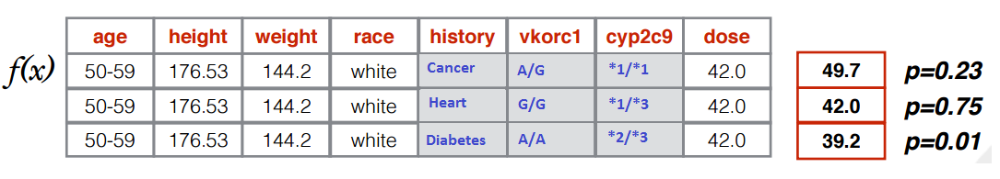 age height weight race history vkorc1 cyp2c9 dose
f(x) 50-59 176.53 144.2 white Cancer A/G *1/*1 42.0 49.7 p=0.23
50-59 176.53 144.2 white Heart G/G *1/*3 42.0 42.0 p=0.75
50-59 176.53 144.2 white Diabetes A/A *2/*3 42.0 39.2 p=0.01